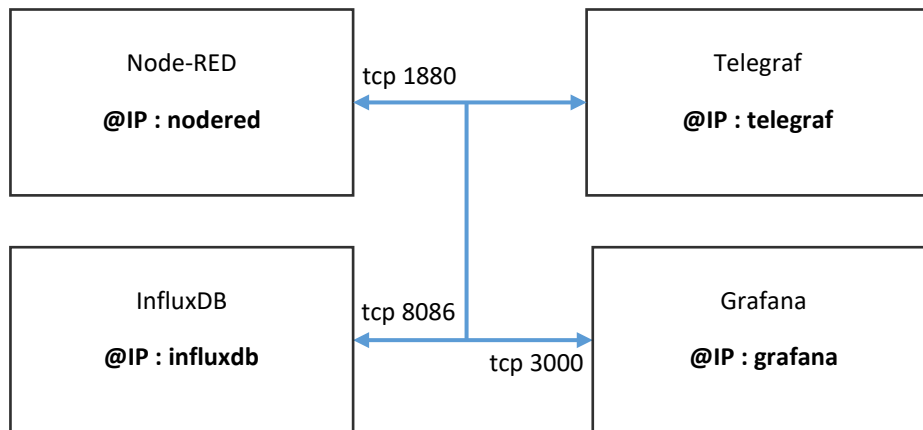 Node-RED
@IP : nodered
tcp 1880
Telegraf
@IP : telegraf
InfluxDB
@IP : influxdb
tcp 8086
tcp 3000
Grafana
@IP : grafana